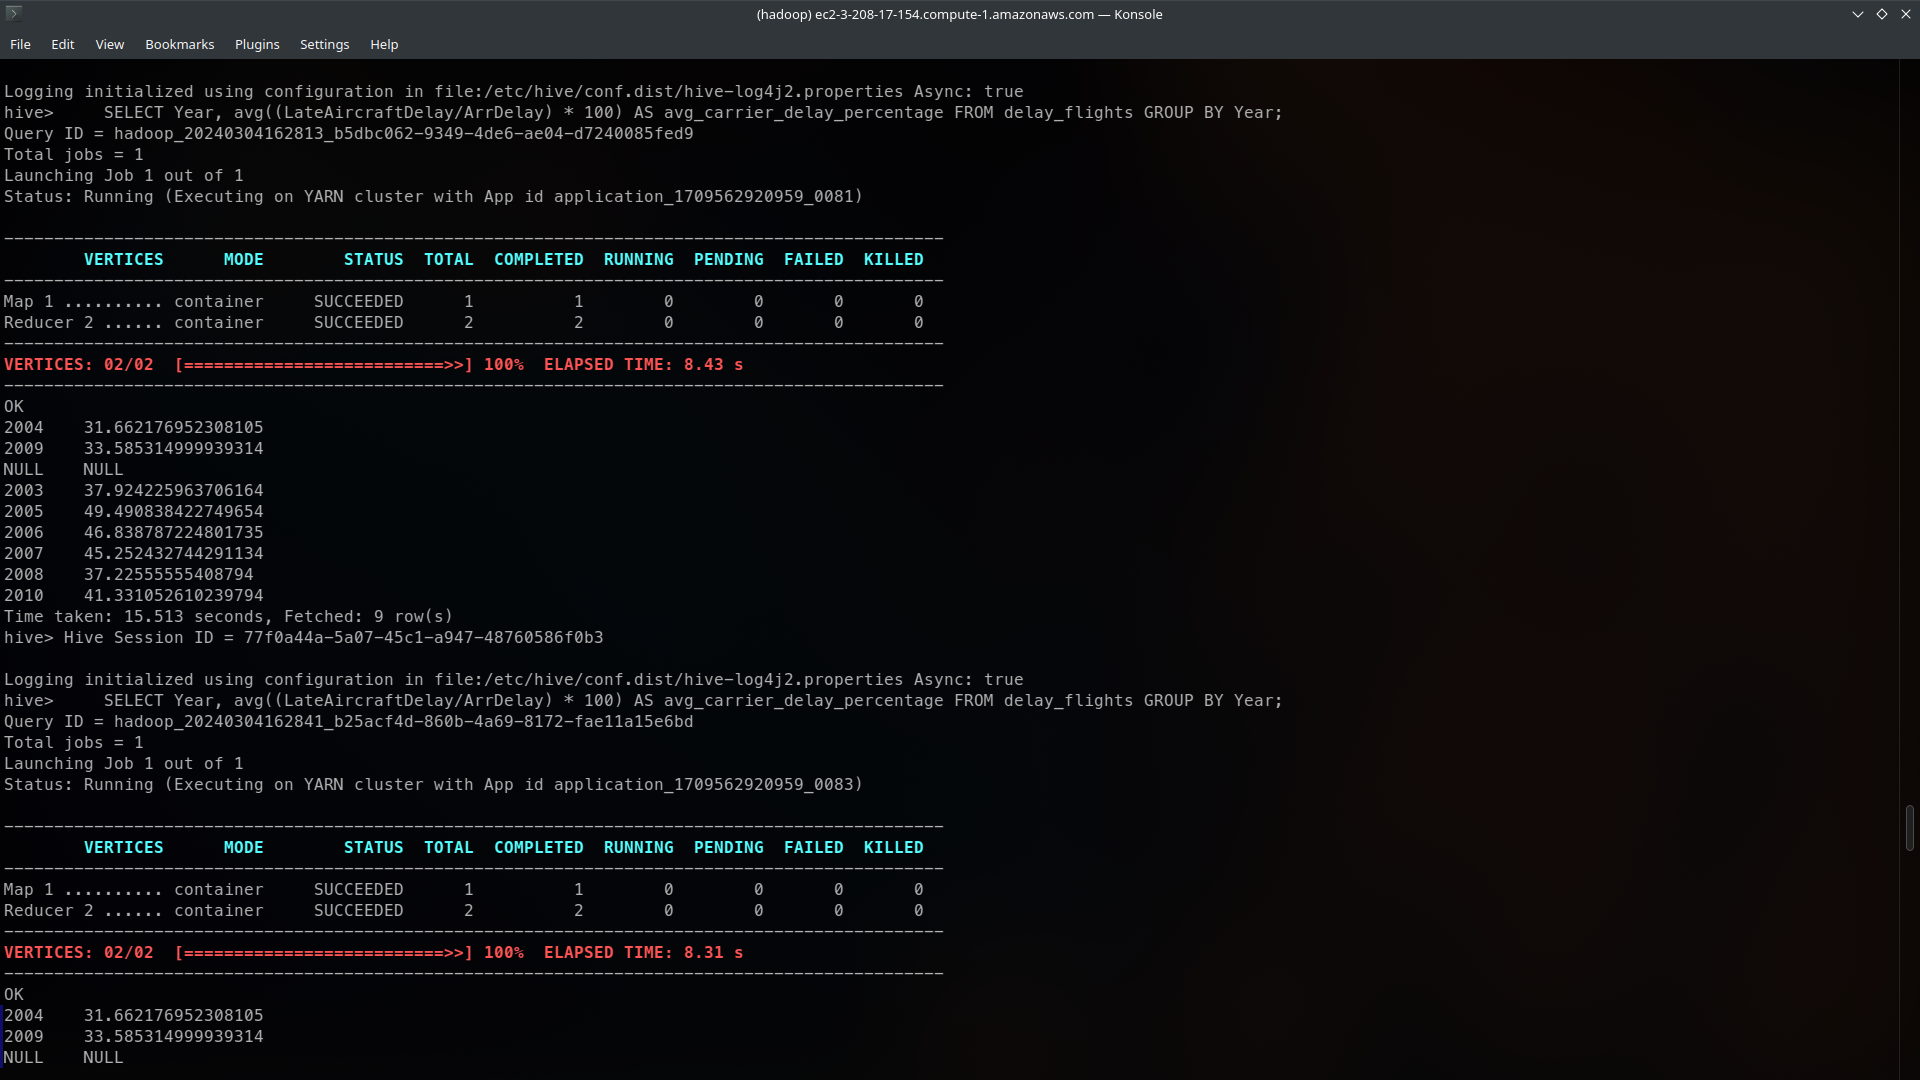 (hadoop) ec2-3-208-17-154.compute-1.amazonaws.com — Konsole
File Edit View Bookmarks Plugins Settings Help
Logging initialized using configuration in file:/etc/hive/conf.dist/hive-log4j2.properties Async: true
hive>     SELECT Year, avg((LateAircraftDelay/ArrDelay) * 100) AS avg_carrier_delay_percentage FROM delay_flights GROUP BY Year;
Query ID = hadoop_20240304162813_b5dbc062-9349-4de6-ae04-d7240085fed9
Total jobs = 1
Launching Job 1 out of 1
Status: Running (Executing on YARN cluster with App id application_1709562920959_0081)
----------------------------------------------------------------------------------------------
        VERTICES      MODE        STATUS  TOTAL  COMPLETED  RUNNING  PENDING  FAILED  KILLED
----------------------------------------------------------------------------------------------
Map 1 .......... container     SUCCEEDED      1          1        0        0       0       0
Reducer 2 ...... container     SUCCEEDED      2          2        0        0       0       0
----------------------------------------------------------------------------------------------
VERTICES: 02/02  [==========================>>] 100%  ELAPSED TIME: 8.43 s
----------------------------------------------------------------------------------------------
OK
2004    31.662176952308105
2009    33.585314999939314
NULL    NULL
2003    37.924225963706164
2005    49.490838422749654
2006    46.838787224801735
2007    45.252432744291134
2008    37.22555555408794
2010    41.331052610239794
Time taken: 15.513 seconds, Fetched: 9 row(s)
hive> Hive Session ID = 77f0a44a-5a07-45c1-a947-48760586f0b3
Logging initialized using configuration in file:/etc/hive/conf.dist/hive-log4j2.properties Async: true
hive>     SELECT Year, avg((LateAircraftDelay/ArrDelay) * 100) AS avg_carrier_delay_percentage FROM delay_flights GROUP BY Year;
Query ID = hadoop_20240304162841_b25acf4d-860b-4a69-8172-fae11a15e6bd
Total jobs = 1
Launching Job 1 out of 1
Status: Running (Executing on YARN cluster with App id application_1709562920959_0083)
----------------------------------------------------------------------------------------------
        VERTICES      MODE        STATUS  TOTAL  COMPLETED  RUNNING  PENDING  FAILED  KILLED
----------------------------------------------------------------------------------------------
Map 1 .......... container     SUCCEEDED      1          1        0        0       0       0
Reducer 2 ...... container     SUCCEEDED      2          2        0        0       0       0
----------------------------------------------------------------------------------------------
VERTICES: 02/02  [==========================>>] 100%  ELAPSED TIME: 8.31 s
----------------------------------------------------------------------------------------------
OK
2004    31.662176952308105
2009    33.585314999939314
NULL    NULL